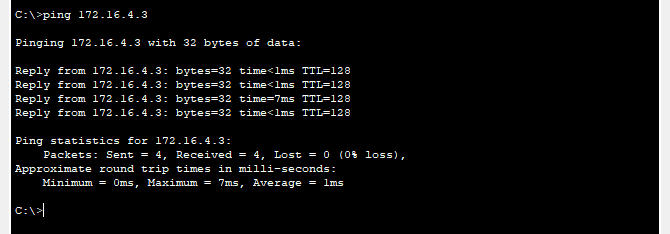 C:\>ping 172.16.4.3
Pinging 172.16.4.3 with 32 bytes of data:
Reply from 172.16.4.3: bytes=32 time<1ms TTL=128
Reply from 172.16.4.3: bytes=32 time<1ms TTL=128
Reply from 172.16.4.3: bytes=32 time=7ms TTL=128
Reply from 172.16.4.3: bytes=32 time<1ms TTL=128
Ping statistics for 172.16.4.3:
    Packets: Sent = 4, Received = 4, Lost = 0 (0% loss),
Approximate round trip times in milli-seconds:
    Minimum = 0ms, Maximum = 7ms, Average = 1ms
C:\>